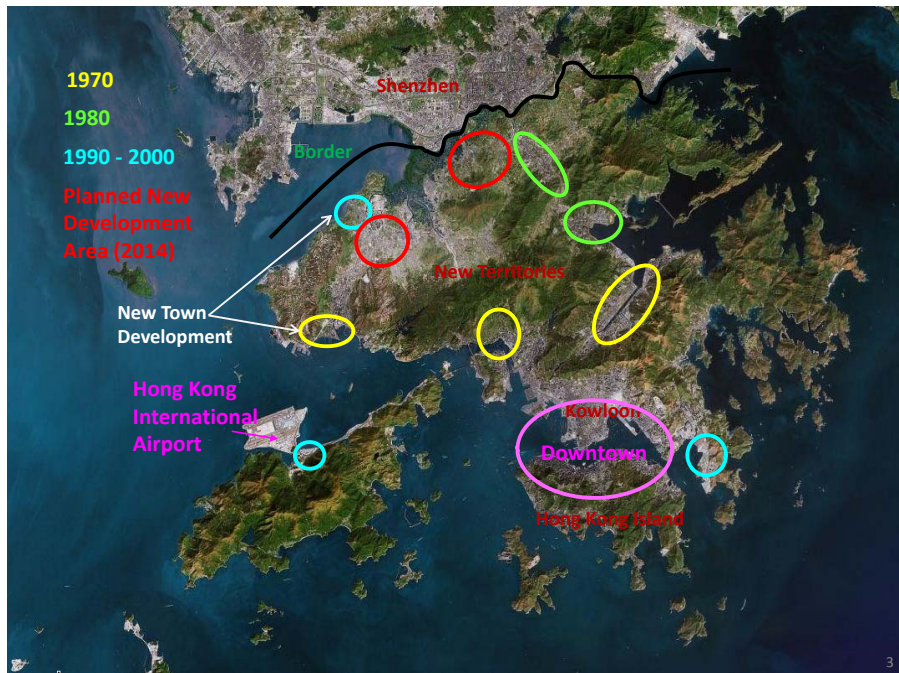 1970
1980
1990 - 2000
Planned New
Development
Area (2014)
Shenzhen
Border
New Territories
New Town
Development
Hong Kong
International
Airport
Kowloon
Downtown
Hong Kong Island
3